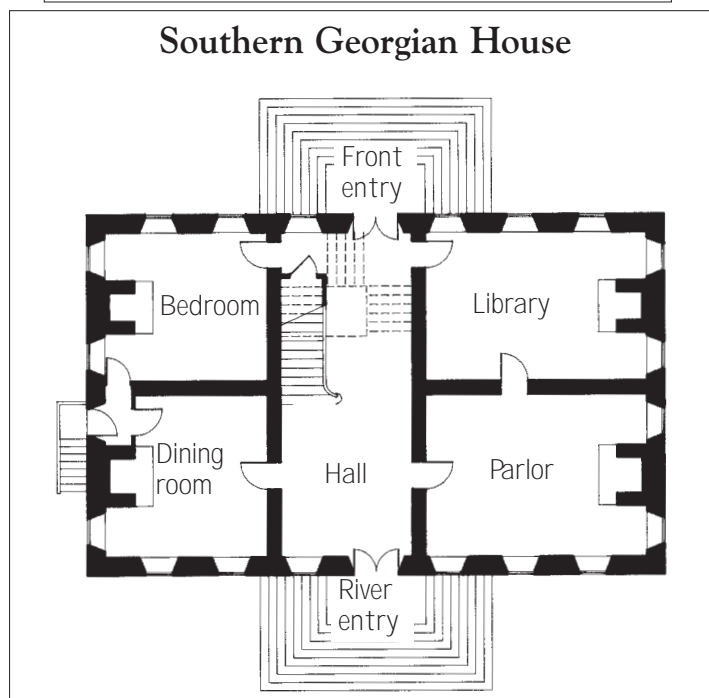 Southern Georgian House
Front
entry
Bedroom
Library
Dining
room
Hall
Parlor
River
entry